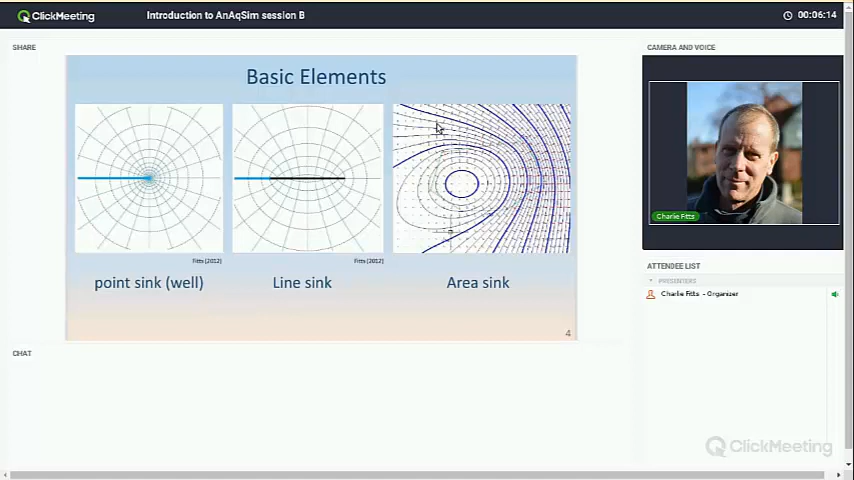 ClickMeeting
Introduction to AnAqSim session B
00:06:14
SHARE
CAMERA AND VOICE
Basic Elements
Fitts (2012)
Fitts (2012)
point sink (well)
Line sink
Area sink
4
Charlie Fitts
ATTENDEE LIST
PRESENTERS
Charlie Fitts - Organizer
CHAT
ClickMeeting